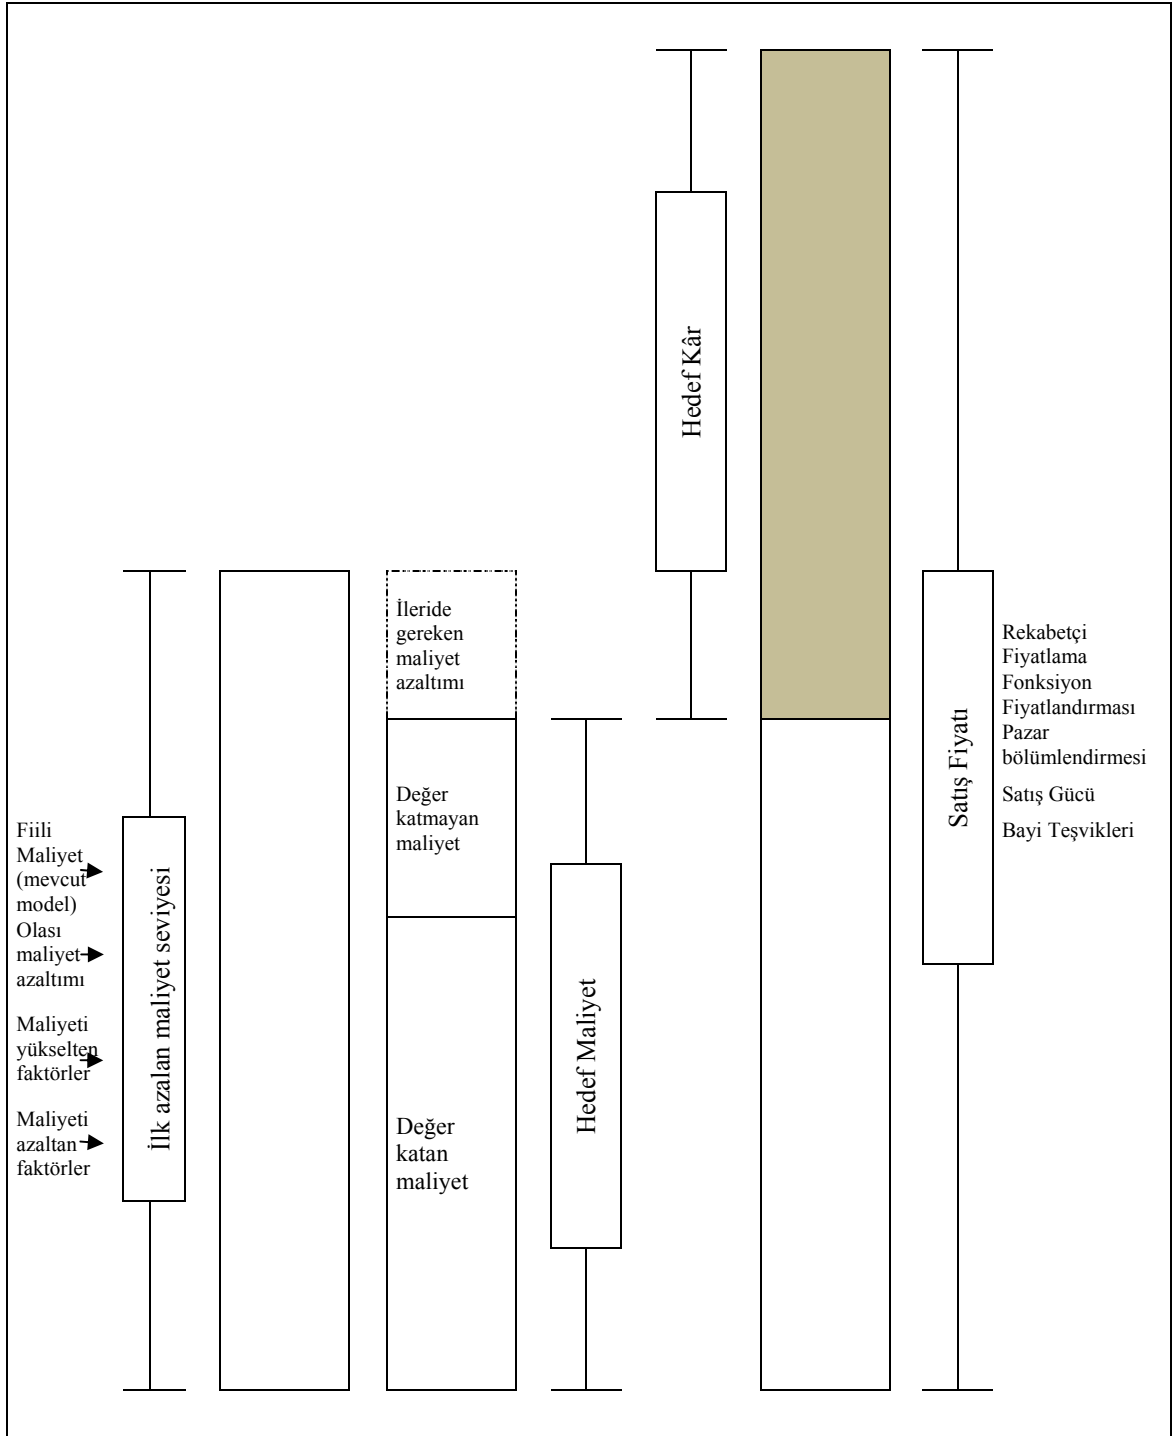 Hedef Kâr
İleride
gereken
maliyet
azaltımı
Değer
katmayan
maliyet
Değer
katan
maliyet
Rekabetçi
Fiyatlama
Fonksiyon
Fiyatlandırması
Pazar
bölümlendirmesi
Satış Gücü
Bayi Teşvikleri
Satış Fiyatı
Fiili
Maliyet
(mevcut
model)
Olası
maliyet
azaltımı
Maliyeti
yükselten
faktörler
Maliyeti
azaltan
faktörler
İlk azalan maliyet seviyesi
Hedef Maliyet